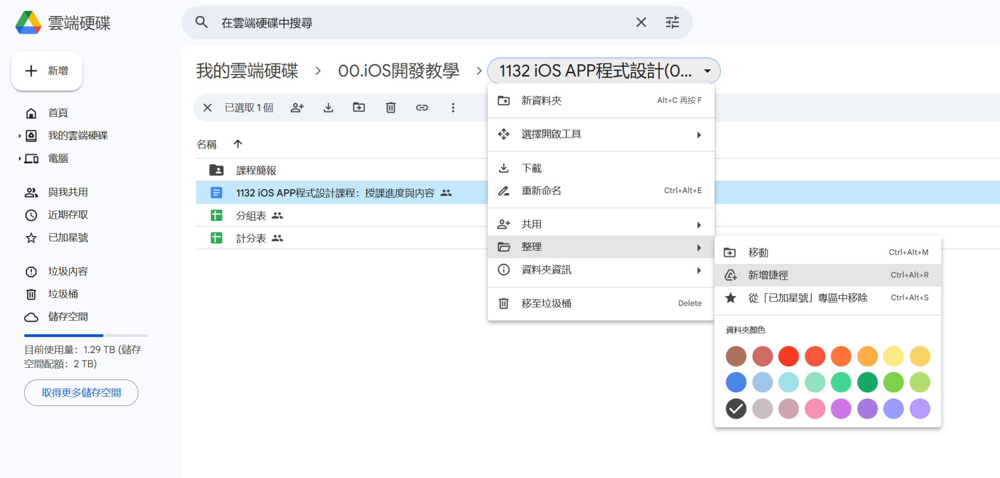 雲端硬碟
在雲端硬碟中搜尋
新增
首頁
我的雲端硬碟
電腦
與我共用
近期存取
已加星號
垃圾內容
垃圾桶
儲存空間
目前使用量：1.29 TB (儲存
空間配額：2 TB)
取得更多儲存空間
我的雲端硬碟 > 00.iOS開發教學 > 1132 iOS APP程式設計(0...
已選取 1 個
名稱
課程簡報
1132 iOS APP程式設計課程：授課進度與內容
分組表
計分表
新資料夾 Alt+C 再按 F
選擇開啟工具
下載
重新命名 Ctrl+Alt+E
共用
整理
資料夾資訊
移至垃圾桶 Delete
移動 Ctrl+Alt+M
新增捷徑 Ctrl+Alt+R
從「已加星號」專區中移除 Ctrl+Alt+S
資料夾顏色